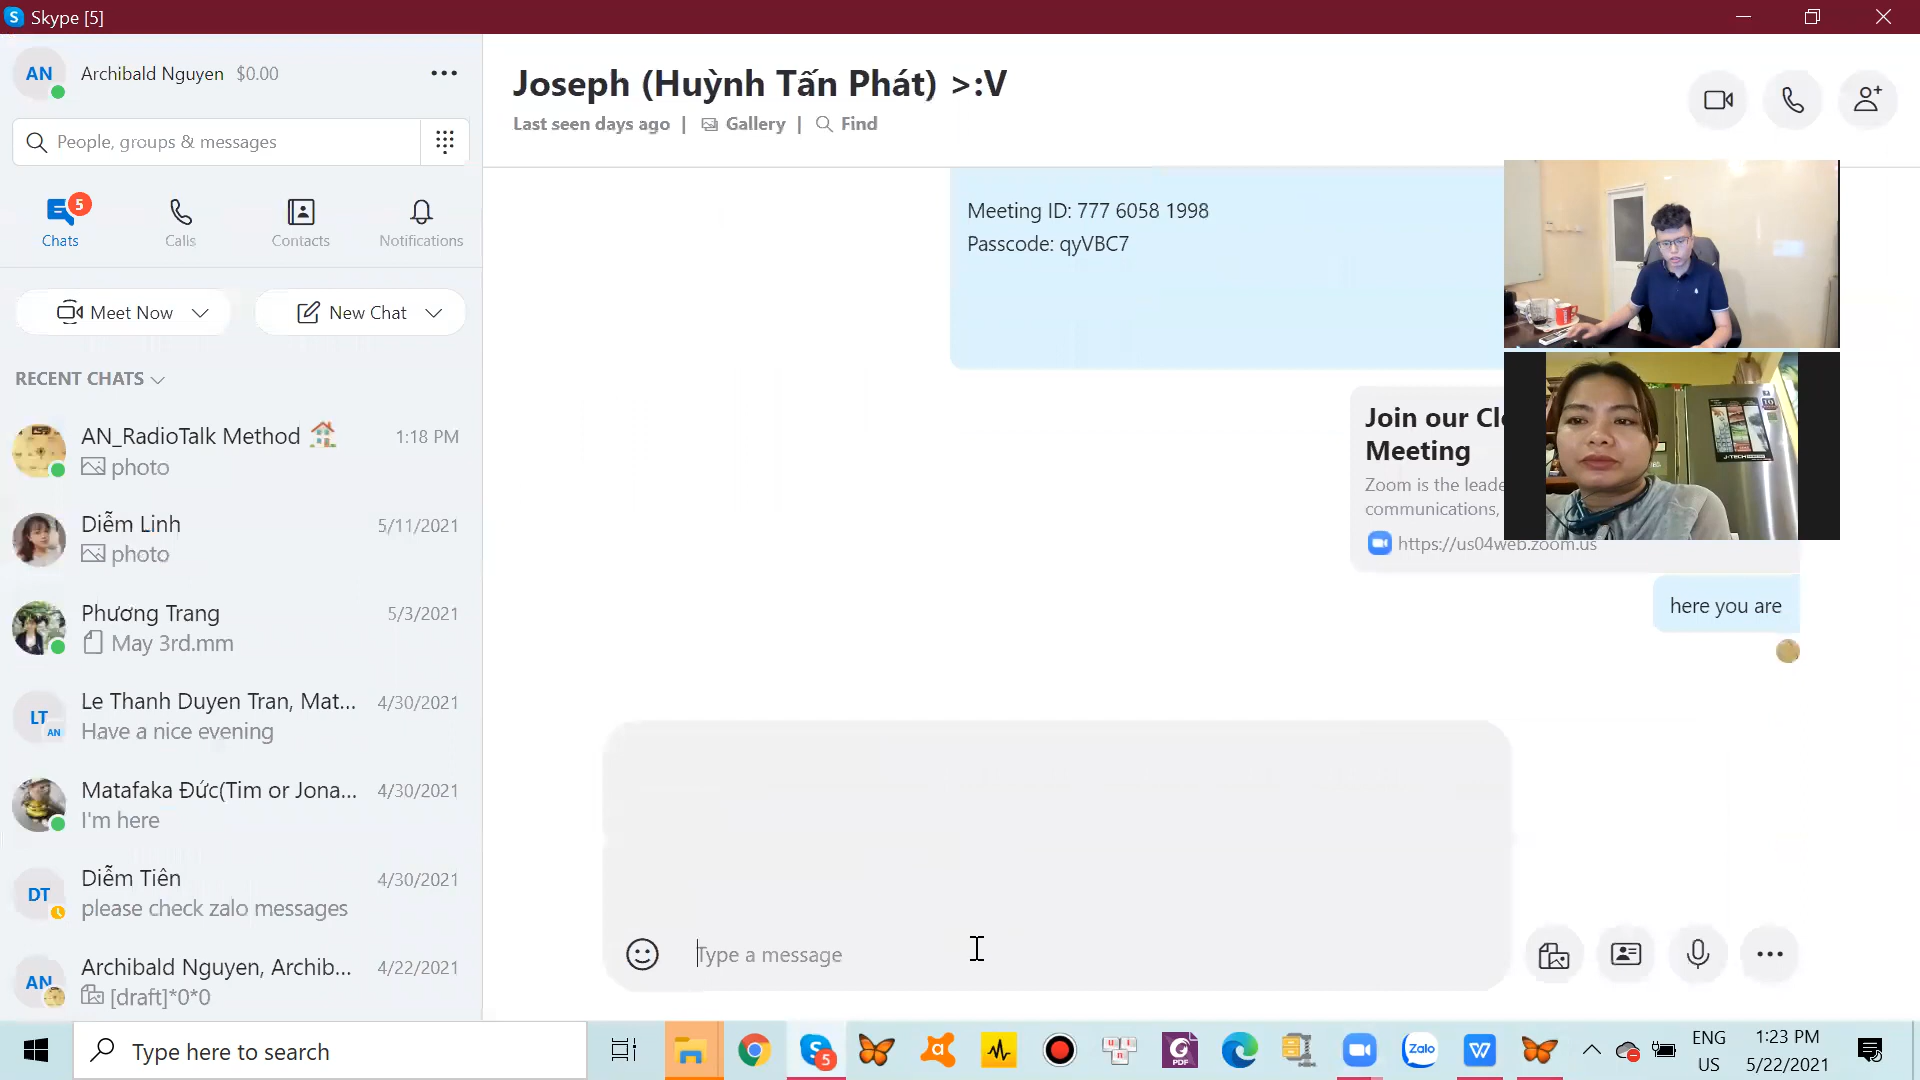 Skype [5]
AN
Archibald Nguyen $0.00
People, groups & messages
5
Chats
Calls
Contacts
Notifications
Meet Now
New Chat
RECENT CHATS
AN_RadioTalk Method
1:18 PM
photo
Diễm Linh
5/11/2021
photo
Phương Trang
5/3/2021
May 3rd.mm
LT
AN
Le Thanh Duyen Tran, Mat...
4/30/2021
Have a nice evening
Matafaka Đức(Tim or Jona...
4/30/2021
I'm here
DT
Diễm Tiên
4/30/2021
please check zalo messages
AN
Archibald Nguyen, Archib...
4/22/2021
[draft]*0*0
Joseph (Huỳnh Tấn Phát) >:V
Last seen days ago | Gallery | Find
Meeting ID: 777 6058 1998
Passcode: qyVBC7
Join our Clo
Meeting
Zoom is the leade
communications,
https://us04web.zoom.us
J-TECH
here you are
Type a message
Type here to search
5
PDF
Zalo
ENG
US
1:23 PM
5/22/2021